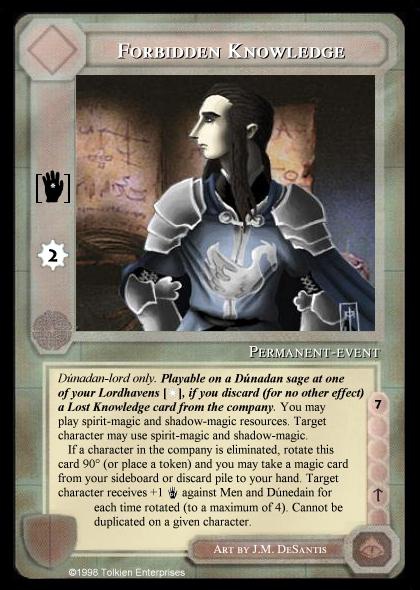 FORBIDDEN KNOWLEDGE
2
PERMANENT-EVENT
Dúnadan-lord only. Playable on a Dúnadan sage at one
of your Lordhavens [ ], if you discard (for no other effect)
a Lost Knowledge card from the company. You may
play spirit-magic and shadow-magic resources. Target
character may use spirit-magic and shadow-magic.
If a character in the company is eliminated, rotate this
card 90° (or place a token) and you may take a magic card
from your sideboard or discard pile to your hand. Target
character receives +1 against Men and Dúnedain for
each time rotated (to a maximum of 4). Cannot be
duplicated on a given character.
7
ART BY J.M. DESANTIS
©1998 Tolkien Enterprises